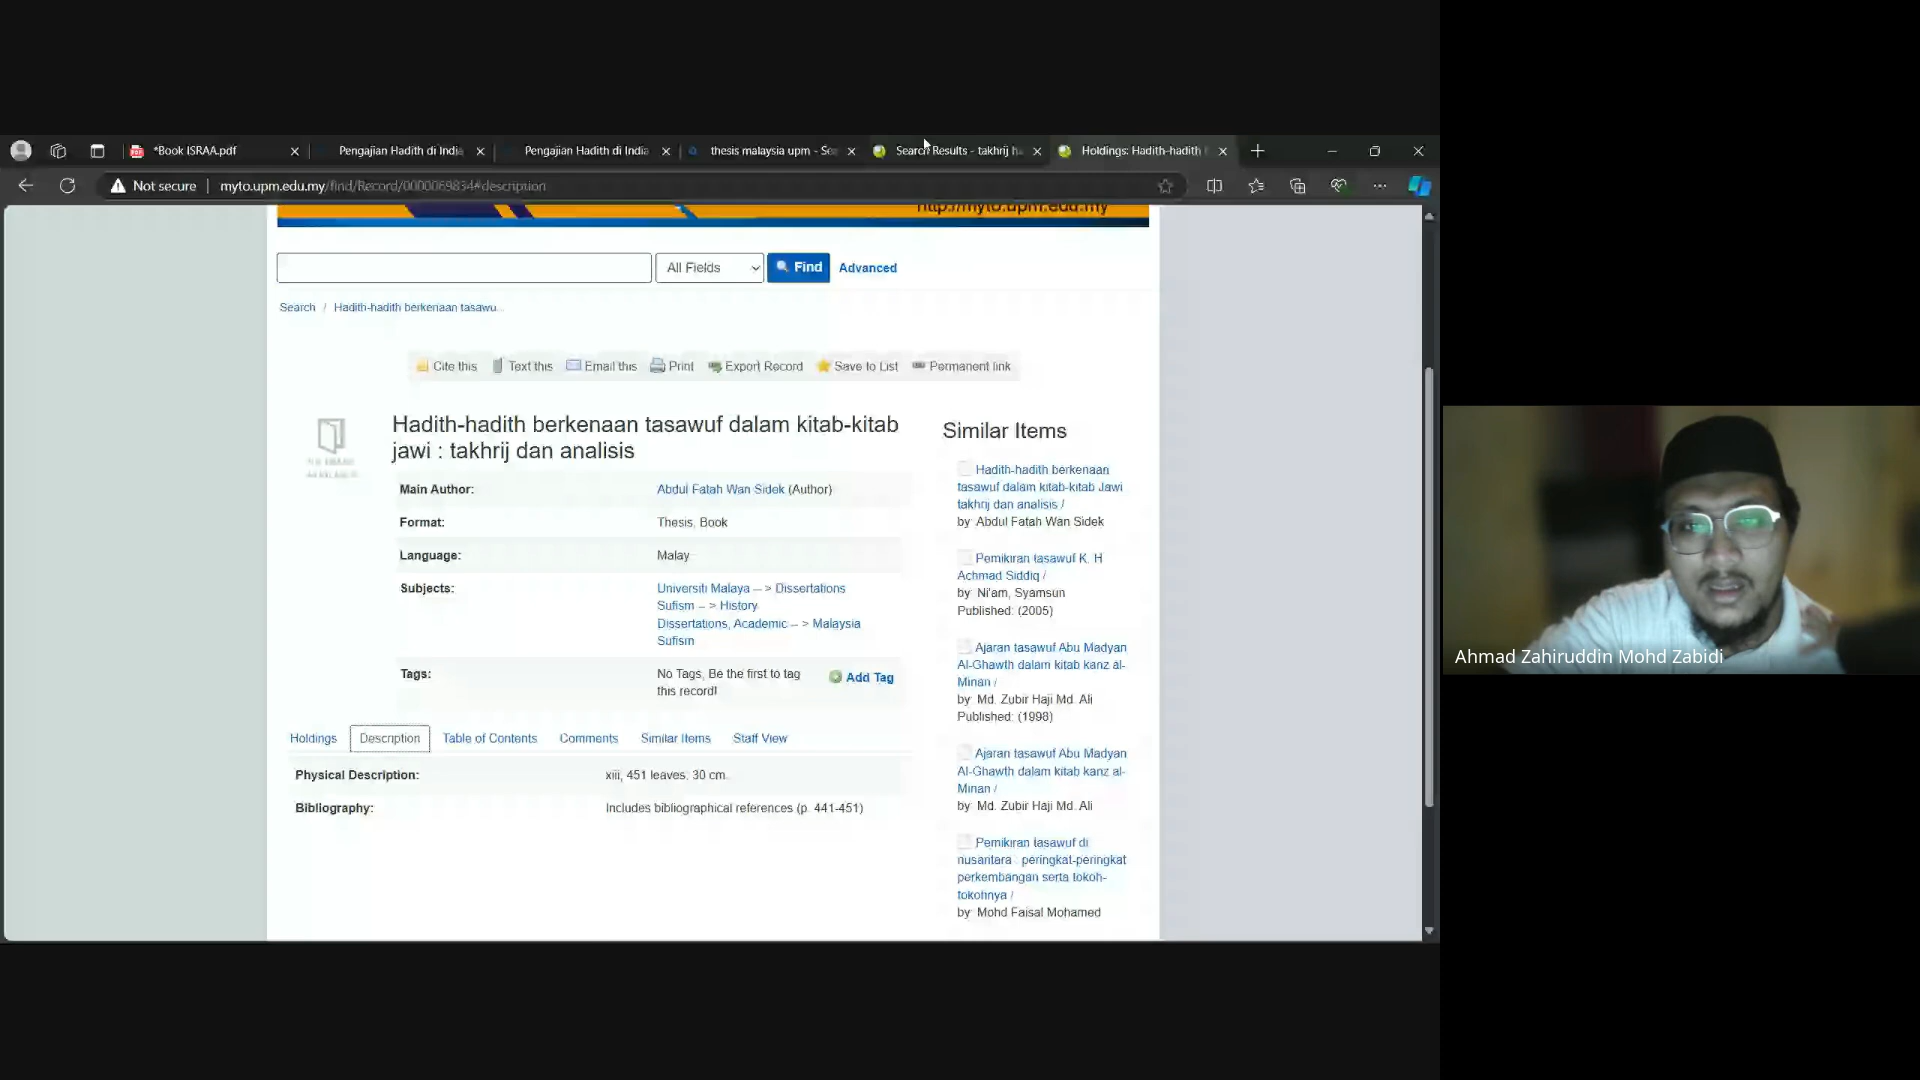 *Book ISRAA.pdf
Pengajian Hadith di India
Pengajian Hadith di India
thesis malaysia upm - Se
Search Results - takhrij h
Holdings: Hadith-hadith
Not secure
myto.upm.edu.my/find/Record/0000069834#description
http://myto.upm.edu.my
All Fields
Find
Advanced
Search / Hadith-hadith berkenaan tasawu...
Cite this
Text this
Email this
Print
Export Record
Save to List
Permanent link
Hadith-hadith berkenaan tasawuf dalam kitab-kitab
jawi : takhrij dan analisis
Main Author: Abdul Fatah Wan Sidek (Author)
Format: Thesis, Book
Language: Malay
Subjects: Universiti Malaya -- > Dissertations
Sufism -- > History
Dissertations, Academic -- > Malaysia
Sufism
Tags: No Tags, Be the first to tag
this record!
Add Tag
Holdings
Description
Table of Contents
Comments
Similar Items
Staff View
Physical Description: xiii, 451 leaves. 30 cm.
Bibliography: Includes bibliographical references (p. 441-451)
Similar Items
Hadith-hadith berkenaan
tasawuf dalam kitab-kitab Jawi
takhrij dan analisis /
by: Abdul Fatah Wan Sidek
Pemikiran tasawuf K. H
Achmad Siddiq /
by: Ni'am, Syamsun
Published: (2005)
Ajaran tasawuf Abu Madyan
Al-Ghawth dalam kitab kanz al-
Minan /
by: Md. Zubir Haji Md. Ali
Published: (1998)
Ajaran tasawuf Abu Madyan
Al-Ghawth dalam kitab kanz al-
Minan /
by: Md. Zubir Haji Md. Ali
Pemikiran tasawuf di
nusantara : peringkat-peringkat
perkembangan serta tokoh-
tokohnya /
by: Mohd Faisal Mohamed
Ahmad Zahiruddin Mohd Zabidi